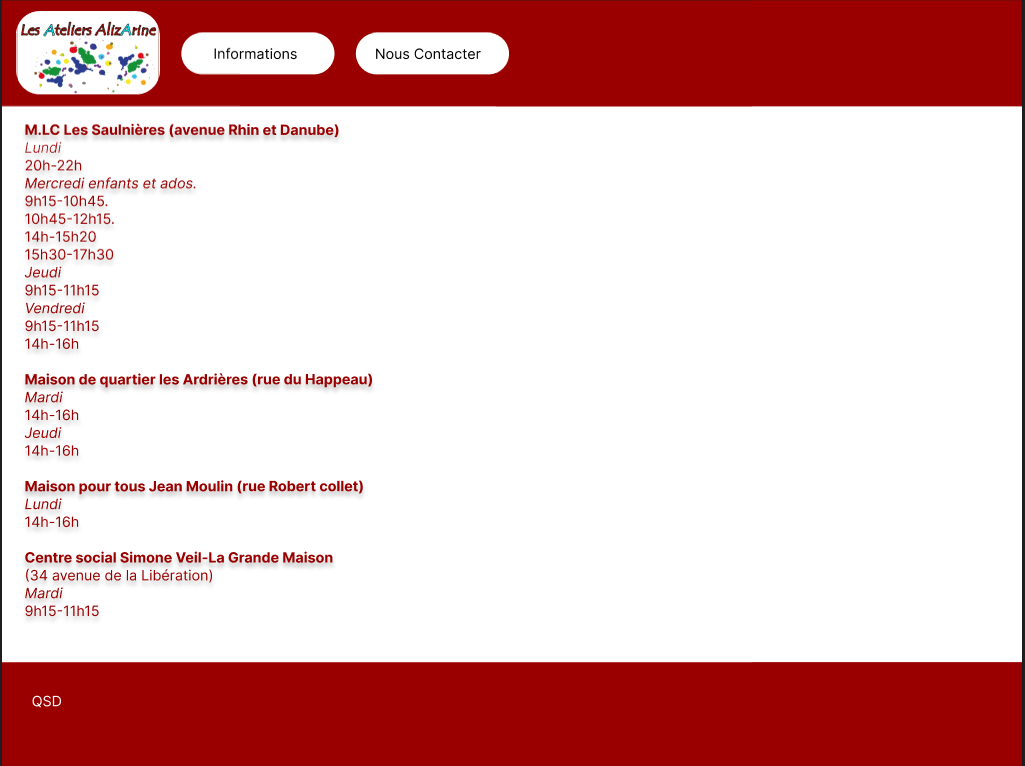 Les Ateliers AlizArine
Informations
Nous Contacter
M.LC Les Saulnières (avenue Rhin et Danube)
Lundi
20h-22h
Mercredi enfants et ados.
9h15-10h45.
10h45-12h15.
14h-15h20
15h30-17h30
Jeudi
9h15-11h15
Vendredi
9h15-11h15
14h-16h
Maison de quartier les Ardrières (rue du Happeau)
Mardi
14h-16h
Jeudi
14h-16h
Maison pour tous Jean Moulin (rue Robert collet)
Lundi
14h-16h
Centre social Simone Veil-La Grande Maison
(34 avenue de la Libération)
Mardi
9h15-11h15
QSD